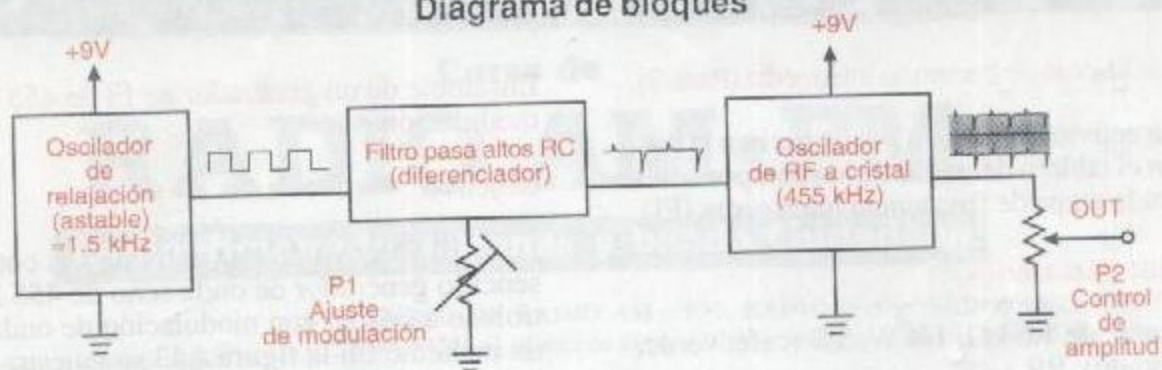 Diagrama de bloques
+9V
Oscilador
de
relajación
(astable)
≈1.5 kHz
Filtro pasa altos RC
(diferenciador)
P1
Ajuste
de modulación
+9V
Oscilador
de RF a cristal
(455 kHz)
OUT
P2
Control
de
amplitud